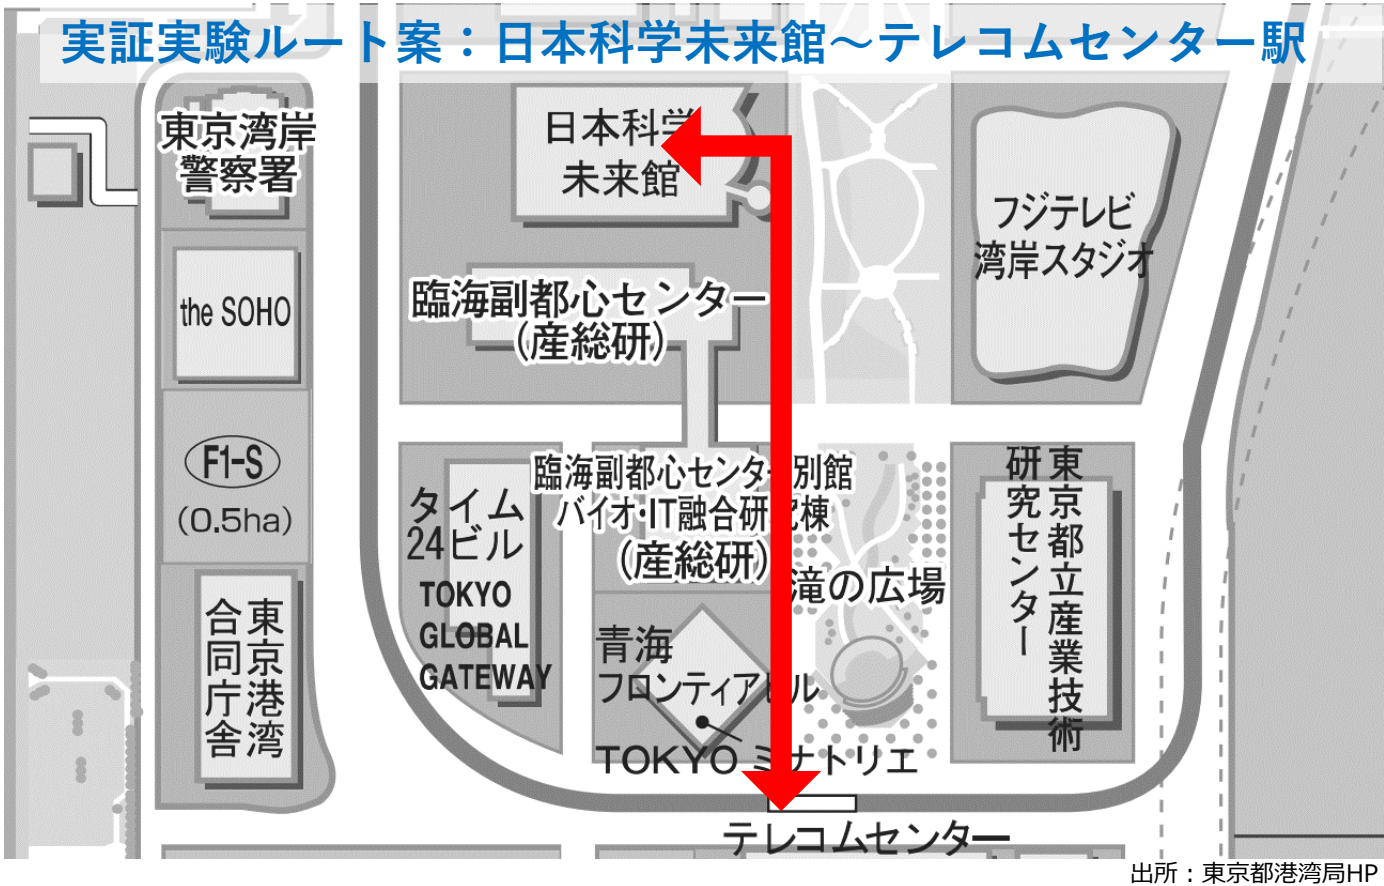 実証実験ルート案：日本科学未来館～テレコムセンター駅
東京湾岸
警察署
日本科学
未来館
フジテレビ
湾岸スタジオ
the SOHO
臨海副都心センター
(産総研)
F1-S
(0.5ha)
タイム
24ビル
TOKYO
GLOBAL
GATEWAY
臨海副都心センター別館
バイオ･IT融合研究棟
(産総研)
滝の広場
東京都立産業技術
研究センター
東京港湾
合同庁舎
青海
フロンティアビル
TOKYO ミナトリエ
テレコムセンター
出所：東京都港湾局HP